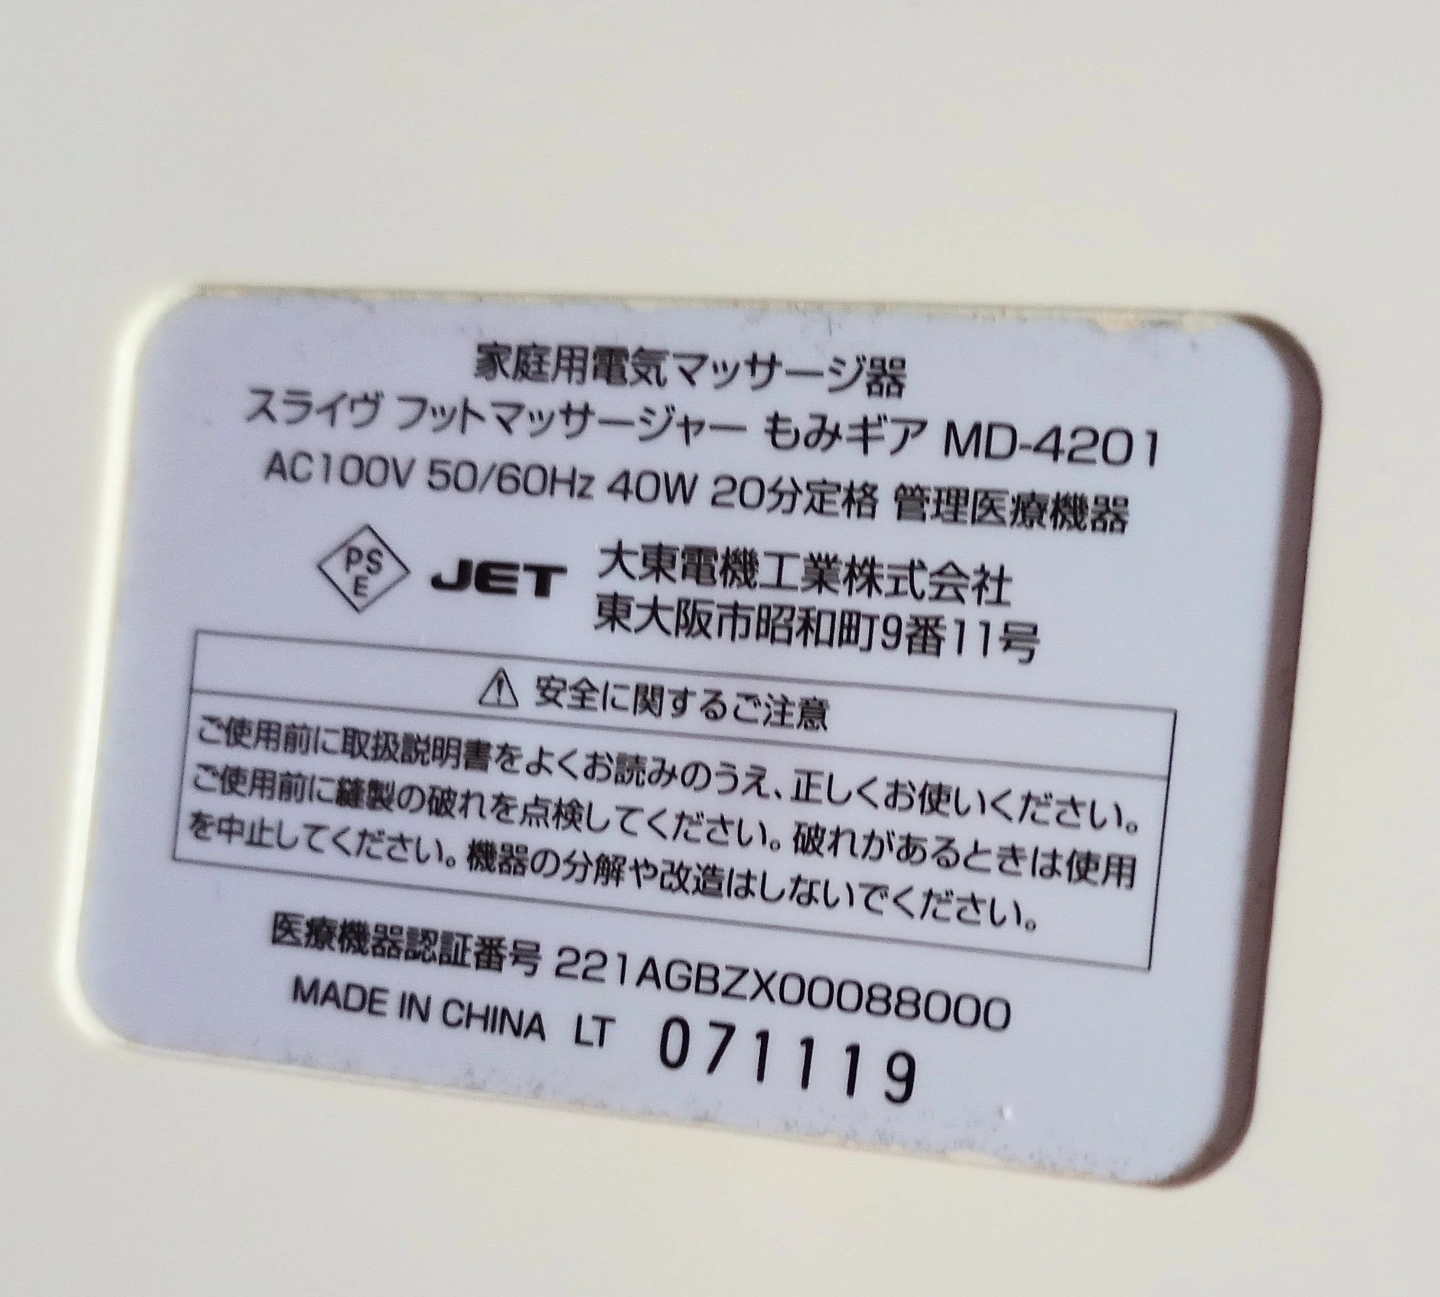 家庭用電気マッサージ器
スライヴ フットマッサージャー もみギア MD-4201
AC100V 50/60Hz 40W 20分定格 管理医療機器
PS
E
JET
大東電機工業株式会社
東大阪市昭和町9番11号
⚠ 安全に関するご注意
ご使用前に取扱説明書をよくお読みのうえ、正しくお使いください。
ご使用前に縫製の破れを点検してください。破れがあるときは使用
を中止してください。機器の分解や改造はしないでください。
医療機器認証番号 221AGBZX00088000
MADE IN CHINA LT 071119